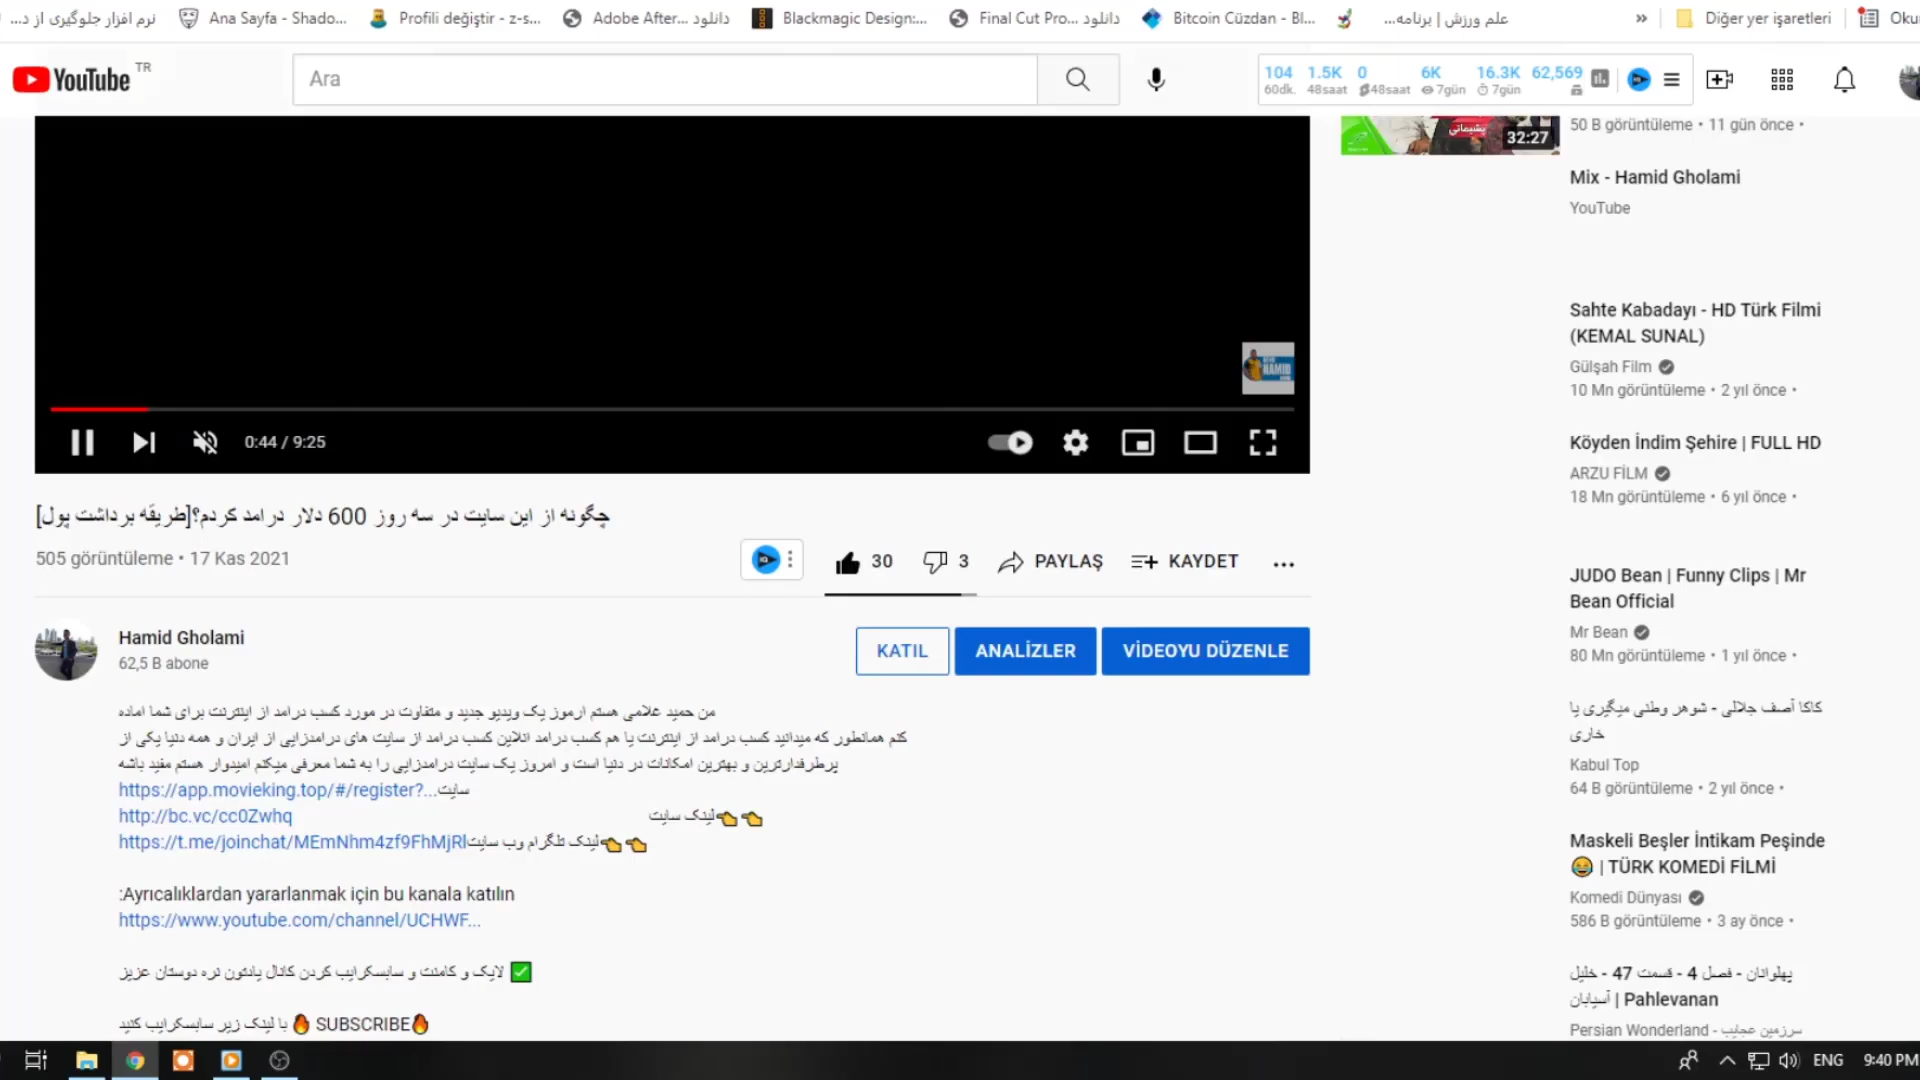 نرم افزار جلوگیری از د...
Ana Sayfa - Shado...
Profili değiştir - z-s...
دانلود Adobe After...
Blackmagic Design:...
دانلود Final Cut Pro...
Bitcoin Cüzdan - Bl...
علم ورزش | برنامه...
»
Diğer yer işaretleri
Oku
YouTube TR
Ara
104 1.5K 0 6K 16.3K 62,569
60dk. 48saat 48saat 7gün 7gün
0:44 / 9:25
چگونه از این سایت در سه روز 600 دلار درامد کردم؟[طریقه برداشت پول]
505 görüntüleme • 17 Kas 2021
30
3
PAYLAŞ
KAYDET
Hamid Gholami
62,5 B abone
KATIL
ANALİZLER
VİDEOYU DÜZENLE
من حمید غلامی هستم ارموز یک ویدیو جدید و متفاوت در مورد کسب درامد از اینترنت برای شما اماده
کنم همانطور که میدانید کسب درامد از اینترنت یا هم کسب درامد انلاین کسب درامد از سایت های درامدزایی از ایران و همه دنیا یکی از
پرطرفدارترین و بهترین امکانات در دنیا است و امروز یک سایت درامدزایی را به شما معرفی میکنم امیدوار هستم مفید باشه
سایت https://app.movieking.top/#/register?...
👈👈لینک سایت http://bc.vc/cc0Zwhq
👈👈لینک تلگرام وب سایت https://t.me/joinchat/MEmNhm4zf9FhMjRl
:Ayrıcalıklardan yararlanmak için bu kanala katılın
https://www.youtube.com/channel/UCHWF...
✅ لایک و کامنت و سابسکرایب کردن کانال یادتون نره دوستان عزیز
🔥SUBSCRIBE🔥 با لینک زیر سابسکرایب کنید
پشیمانی
32:27
50 B görüntüleme • 11 gün önce •
Mix - Hamid Gholami
YouTube
Sahte Kabadayı - HD Türk Filmi
(KEMAL SUNAL)
Gülşah Film
10 Mn görüntüleme • 2 yıl önce •
Köyden İndim Şehire | FULL HD
ARZU FİLM
18 Mn görüntüleme • 6 yıl önce •
JUDO Bean | Funny Clips | Mr
Bean Official
Mr Bean
80 Mn görüntüleme • 1 yıl önce •
کاکا آصف جلالی - شوهر وطنی میگیری یا
خاری
Kabul Top
64 B görüntüleme • 2 yıl önce •
Maskeli Beşler İntikam Peşinde
😂 | TÜRK KOMEDİ FİLMİ
Komedi Dünyası
586 B görüntüleme • 3 ay önce •
پهلوانان - فصل 4 - قسمت 47 - خلیل
آسیابان | Pahlevanan
Persian Wonderland - سرزمین عجایب
HAMID
ENG
9:40 PM